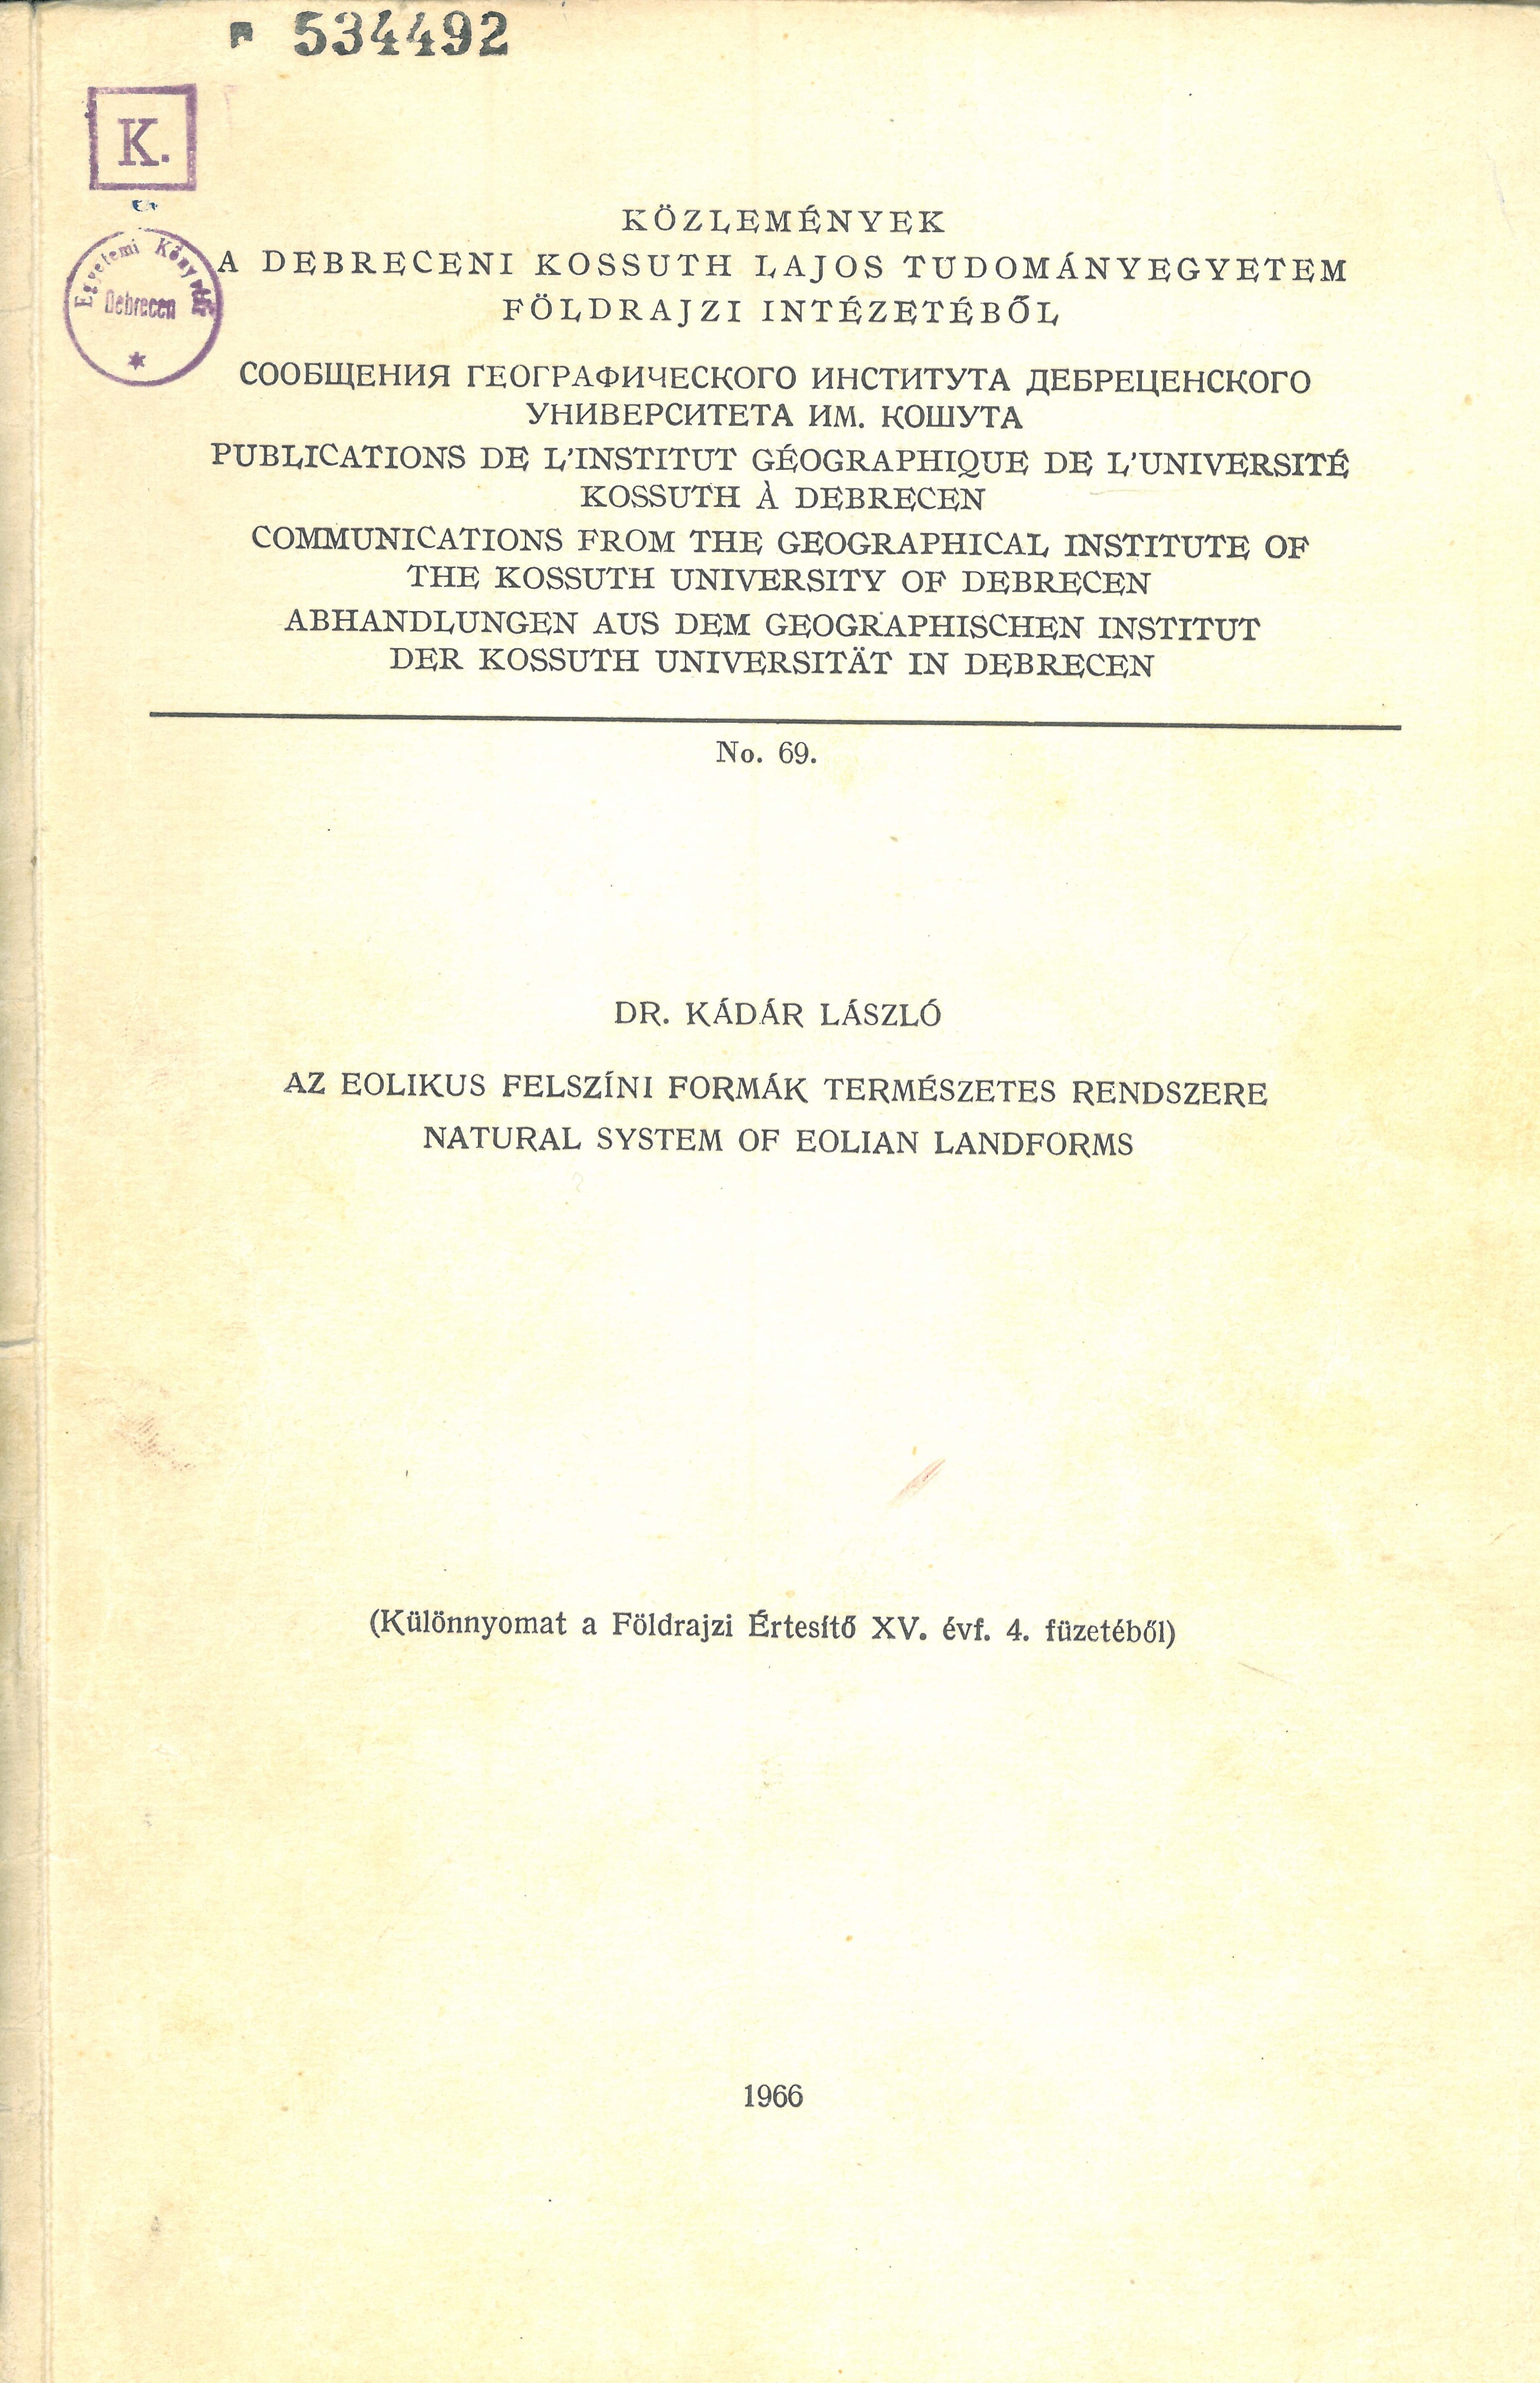 534492
K.
Egyetemi Könyvtár
Debrecen
KÖZLEMÉNYEK
A DEBRECENI KOSSUTH LAJOS TUDOMÁNYEGYETEM
FÖLDRAJZI INTÉZETÉBŐL
СООБЩЕНИЯ ГЕОГРАФИЧЕСКОГО ИНСТИТУТА ДЕБРЕЦЕНСКОГО
УНИВЕРСИТЕТА ИМ. КОШУТА
PUBLICATIONS DE L'INSTITUT GÉOGRAPHIQUE DE L'UNIVERSITÉ
KOSSUTH À DEBRECEN
COMMUNICATIONS FROM THE GEOGRAPHICAL INSTITUTE OF
THE KOSSUTH UNIVERSITY OF DEBRECEN
ABHANDLUNGEN AUS DEM GEOGRAPHISCHEN INSTITUT
DER KOSSUTH UNIVERSITÄT IN DEBRECEN
No. 69.
DR. KÁDÁR LÁSZLÓ
AZ EOLIKUS FELSZÍNI FORMÁK TERMÉSZETES RENDSZERE
NATURAL SYSTEM OF EOLIAN LANDFORMS
(Különnyomat a Földrajzi Értesítő XV. évf. 4. füzetéből)
1966